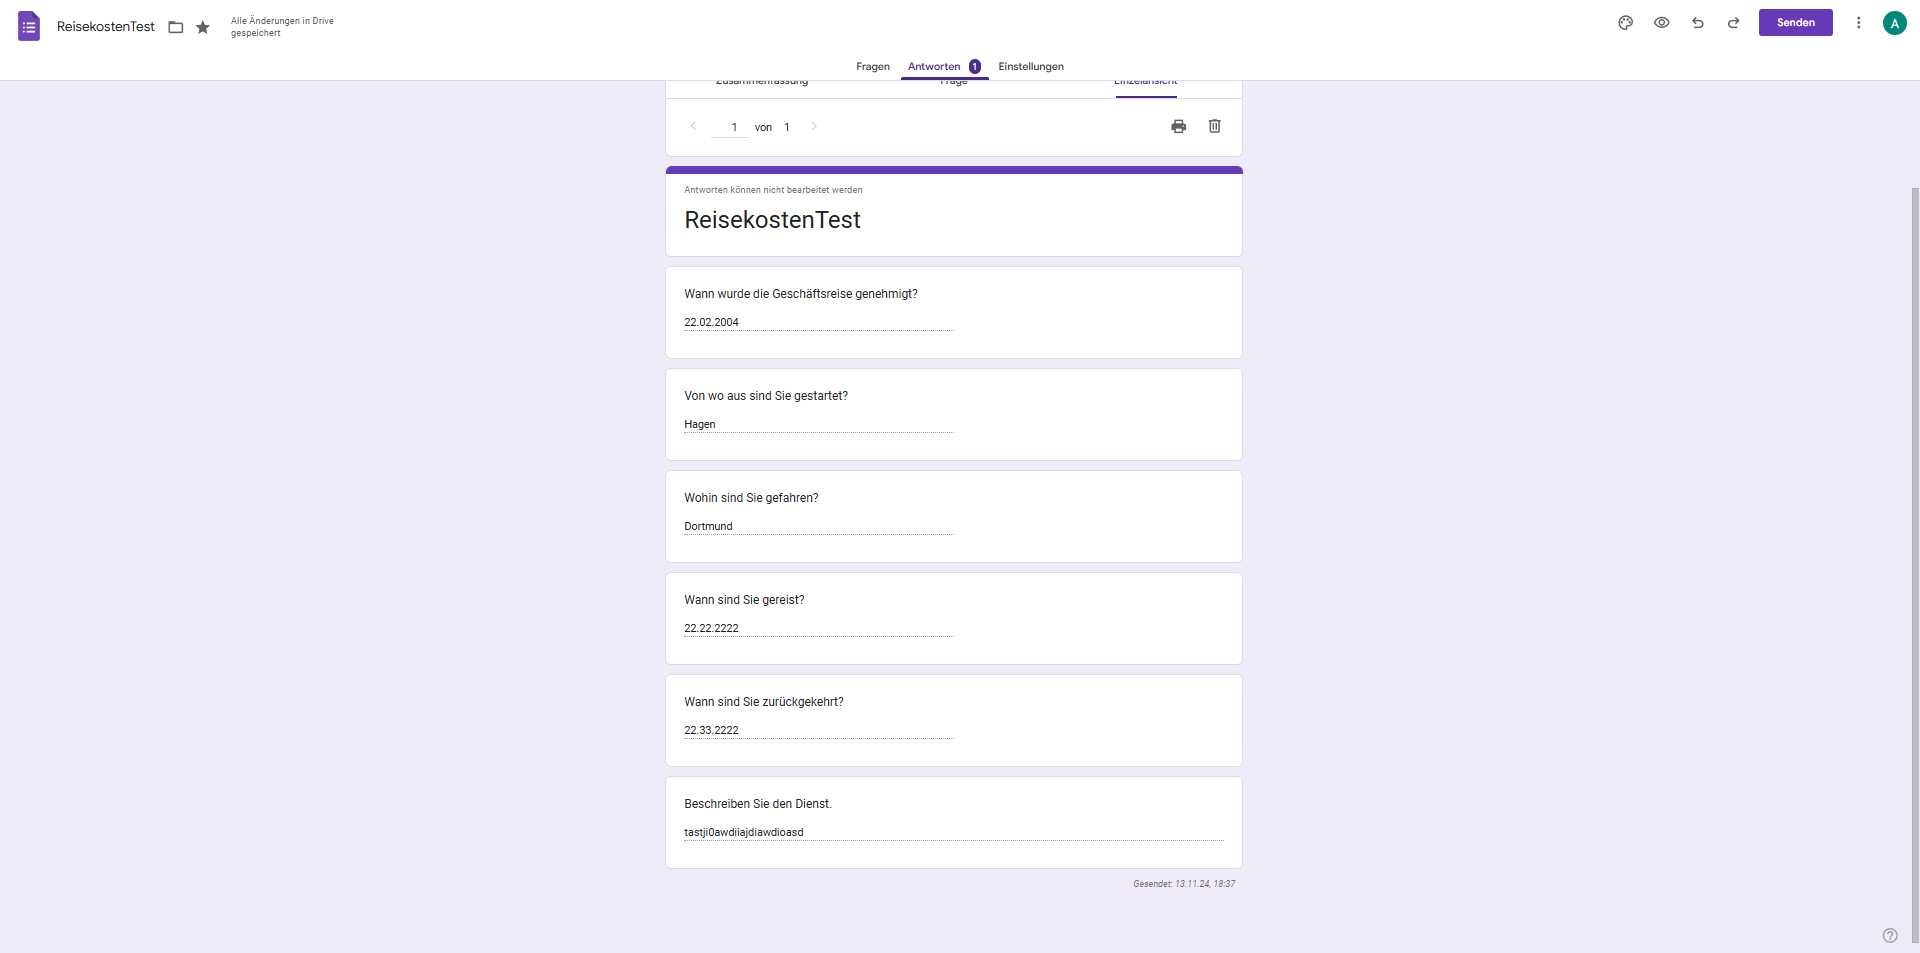 ReisekostenTest
Alle Änderungen in Drive
gespeichert
Senden
A
Fragen Antworten 1 Einstellungen
Zusammenfassung Frage Einzelansicht
1 von 1
Antworten können nicht bearbeitet werden
ReisekostenTest
Wann wurde die Geschäftsreise genehmigt?
22.02.2004
Von wo aus sind Sie gestartet?
Hagen
Wohin sind Sie gefahren?
Dortmund
Wann sind Sie gereist?
22.22.2222
Wann sind Sie zurückgekehrt?
22.33.2222
Beschreiben Sie den Dienst.
tastji0awdiiajdiawdioasd
Gesendet: 13.11.24, 18:37